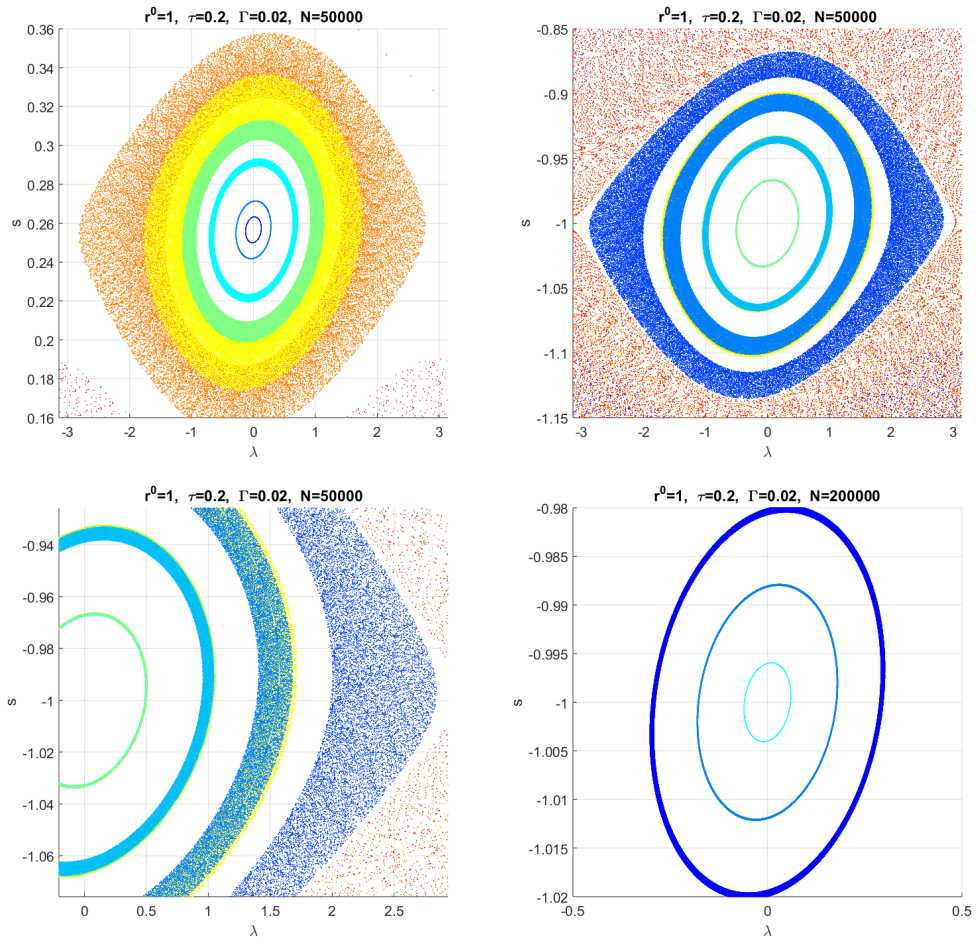 r⁰=1, τ=0.2, Γ=0.02, N=50000
0.36
0.34
0.32
0.3
0.28
0.26
0.24
0.22
0.2
0.18
0.16
s
-3 -2 -1 0 1 2 3
λ
r⁰=1, τ=0.2, Γ=0.02, N=50000
-0.85
-0.9
-0.95
-1
-1.05
-1.1
-1.15
s
-3 -2 -1 0 1 2 3
λ
r⁰=1, τ=0.2, Γ=0.02, N=50000
-0.94
-0.96
-0.98
-1
-1.02
-1.04
-1.06
s
0 0.5 1 1.5 2 2.5
λ
r⁰=1, τ=0.2, Γ=0.02, N=200000
-0.98
-0.985
-0.99
-0.995
-1
-1.005
-1.01
-1.015
-1.02
s
-0.5 0 0.5
λ